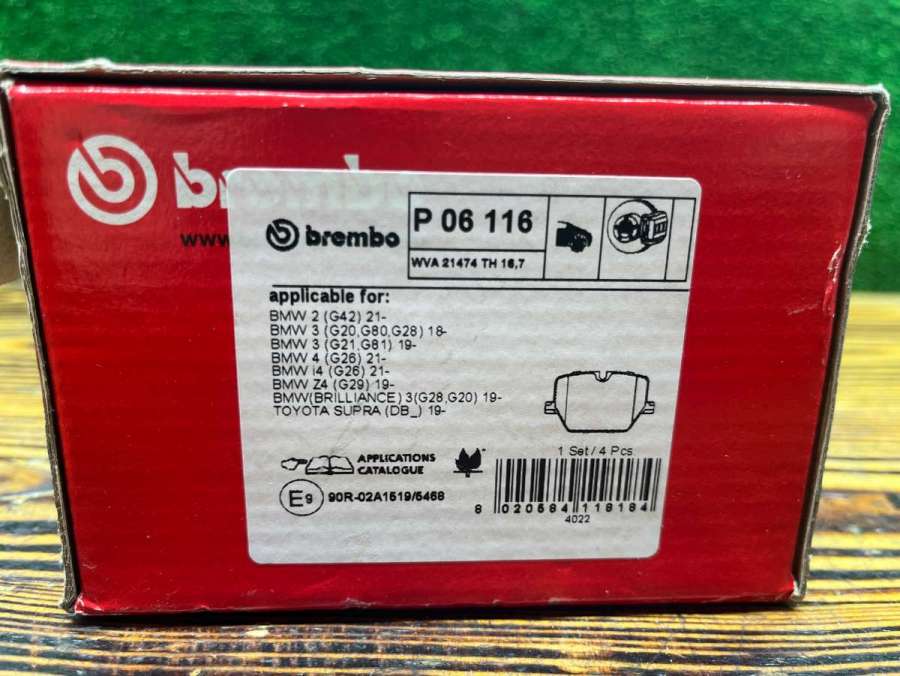 b
www
brembo
P 06 116
WVA 21474 TH 16,7
applicable for:
BMW 2 (G42) 21-
BMW 3 (G20,G80,G28) 18-
BMW 3 (G21,G81) 19-
BMW 4 (G26) 21-
BMW i4 (G26) 21-
BMW Z4 (G29) 19-
BMW(BRILLIANCE) 3(G28,G20) 19-
TOYOTA SUPRA (DB_) 19-
1 Set / 4 Pcs
APPLICATIONS
CATALOGUE
E9 90R-02A1519/5468
8 020584 118184
4022